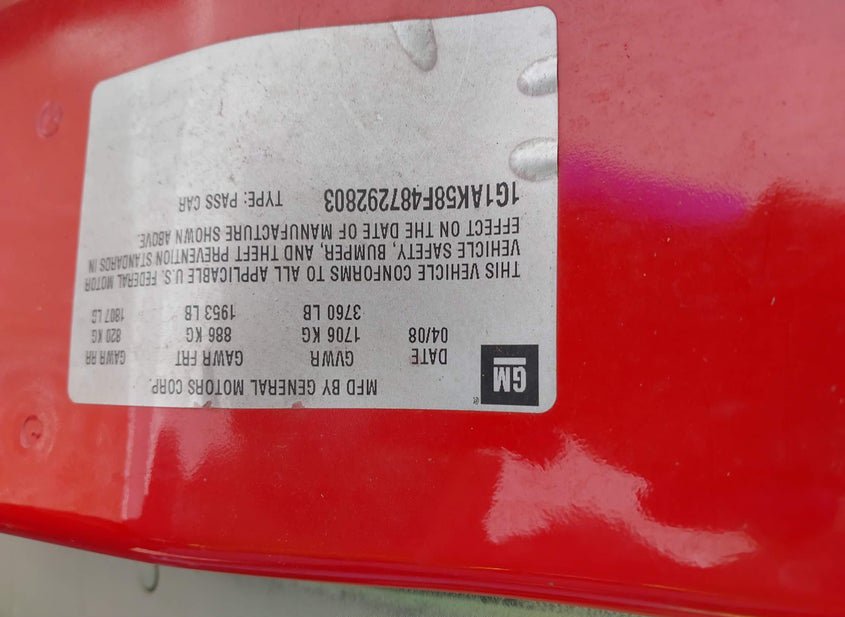 GM
MFD BY GENERAL MOTORS CORP.
DATE GVWR GAWR FRT GAWR RR
04/08 1706 KG 886 KG 820 KG
3760 LB 1953 LB 1807 LB
THIS VEHICLE CONFORMS TO ALL APPLICABLE U.S. FEDERAL MOTOR
VEHICLE SAFETY, BUMPER, AND THEFT PREVENTION STANDARDS IN
EFFECT ON THE DATE OF MANUFACTURE SHOWN ABOVE.
1G1AK58F487292803 TYPE: PASS CAR